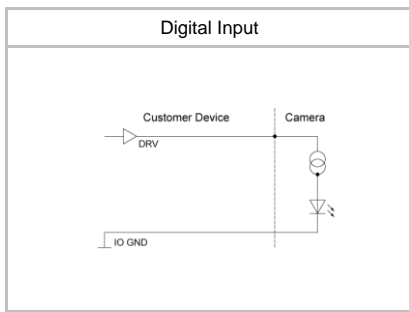 Digital Input
Customer Device
Camera
DRV
IO GND